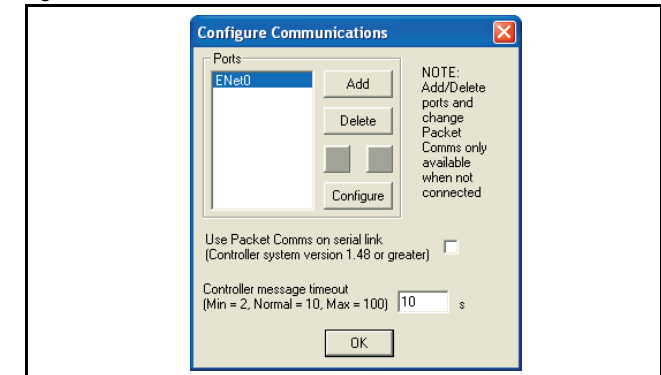 Configure Communications
Ports
ENet0
Add
Delete
Configure
NOTE:
Add/Delete
ports and
change
Packet
Comms only
available
when not
connected
Use Packet Comms on serial link
(Controller system version 1.48 or greater)
Controller message timeout
(Min = 2, Normal = 10, Max = 100) 10 s
OK